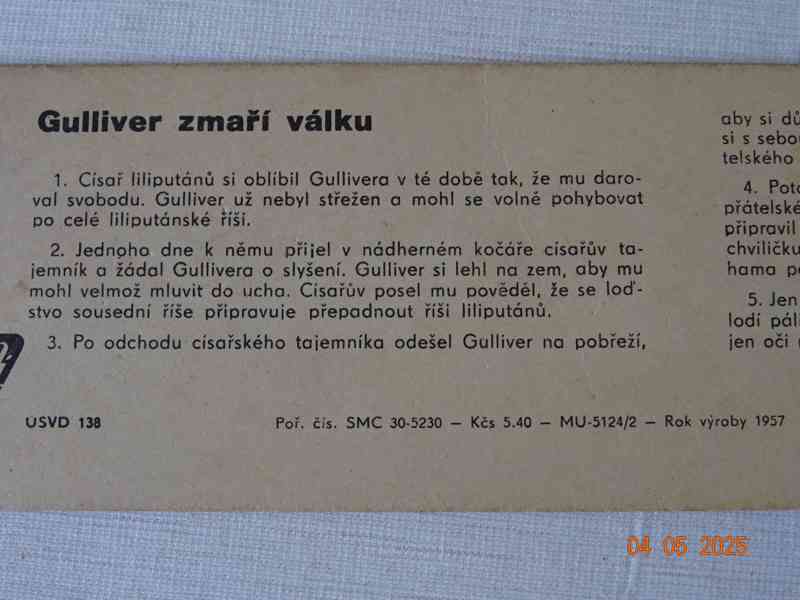 Gulliver zmaří válku
1. Císař liliputánů si oblíbil Gullivera v té době tak, že mu daro-
val svobodu. Gulliver už nebyl střežen a mohl se volně pohybovat
po celé liliputánské říši.
2. Jednoho dne k němu přijel v nádherném kočáře císařův ta-
jemník a žádal Gullivera o slyšení. Gulliver si lehl na zem, aby mu
mohl velmož mluvit do ucha. Císařův posel mu pověděl, že se loď-
stvo sousední říše připravuje přepadnout říši liliputánů.
3. Po odchodu císařského tajemníka odešel Gulliver na pobřeží,
aby si
si s
telského
4.
přátelské
připravil
chviličku
hama
5. Jen
lodí
jen oči
ÚSVD 138
Poř. čís. SMC 30-5230 — Kčs 5.40 — MU-5124/2 — Rok výroby 1957
04 05 2025